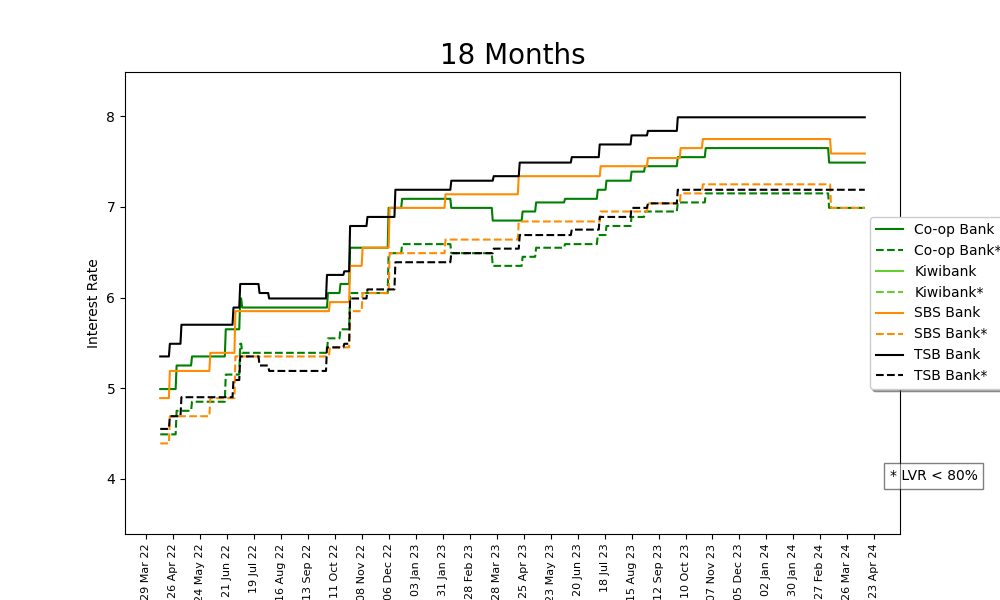 18 Months
Interest Rate
8
7
6
5
4
29 Mar 22
26 Apr 22
24 May 22
21 Jun 22
19 Jul 22
16 Aug 22
13 Sep 22
11 Oct 22
08 Nov 22
06 Dec 22
03 Jan 23
31 Jan 23
28 Feb 23
28 Mar 23
25 Apr 23
23 May 23
20 Jun 23
18 Jul 23
15 Aug 23
12 Sep 23
10 Oct 23
07 Nov 23
05 Dec 23
02 Jan 24
30 Jan 24
27 Feb 24
26 Mar 24
23 Apr 24
Co-op Bank
Co-op Bank*
Kiwibank
Kiwibank*
SBS Bank
SBS Bank*
TSB Bank
TSB Bank*
* LVR < 80%